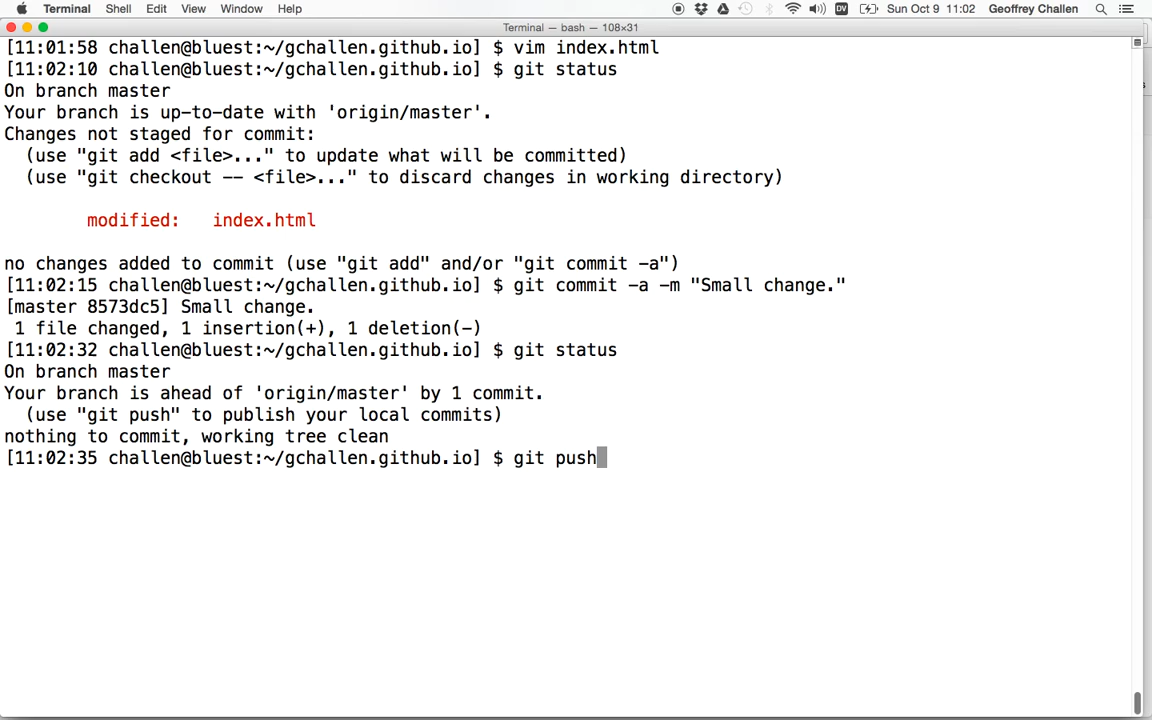 Terminal Shell Edit View Window Help DV Sun Oct 9 11:02 Geoffrey Challen
Terminal — bash — 108×31
[11:01:58 challen@bluest:~/gchallen.github.io] $ vim index.html
[11:02:10 challen@bluest:~/gchallen.github.io] $ git status
On branch master
Your branch is up-to-date with 'origin/master'.
Changes not staged for commit:
  (use "git add <file>..." to update what will be committed)
  (use "git checkout -- <file>..." to discard changes in working directory)
        modified:   index.html
no changes added to commit (use "git add" and/or "git commit -a")
[11:02:15 challen@bluest:~/gchallen.github.io] $ git commit -a -m "Small change."
[master 8573dc5] Small change.
 1 file changed, 1 insertion(+), 1 deletion(-)
[11:02:32 challen@bluest:~/gchallen.github.io] $ git status
On branch master
Your branch is ahead of 'origin/master' by 1 commit.
  (use "git push" to publish your local commits)
nothing to commit, working tree clean
[11:02:35 challen@bluest:~/gchallen.github.io] $ git push